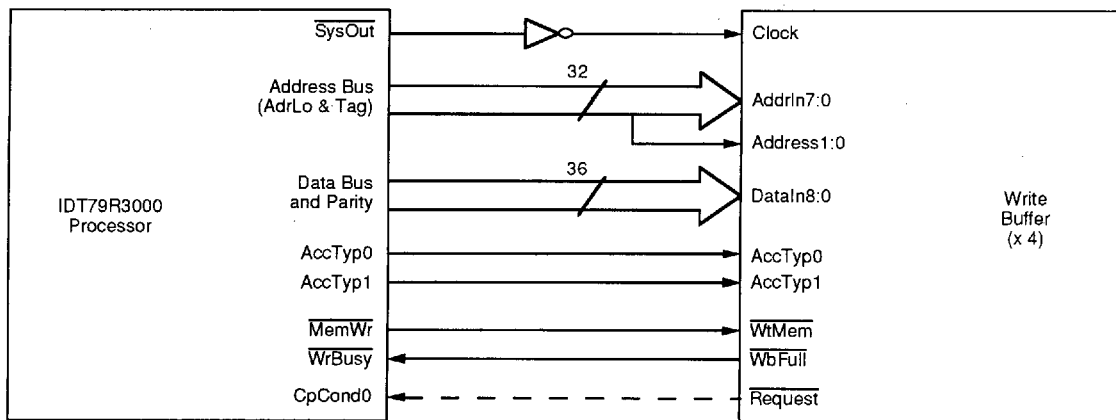 SysOut
Clock
32
Address Bus
(AdrLo & Tag)
AddrIn7:0
Address1:0
36
Data Bus
and Parity
DataIn8:0
IDT79R3000
Processor
Write
Buffer
(x 4)
AccTyp0
AccTyp0
AccTyp1
AccTyp1
MemWr
WtMem
WrBusy
WbFull
CpCond0
Request